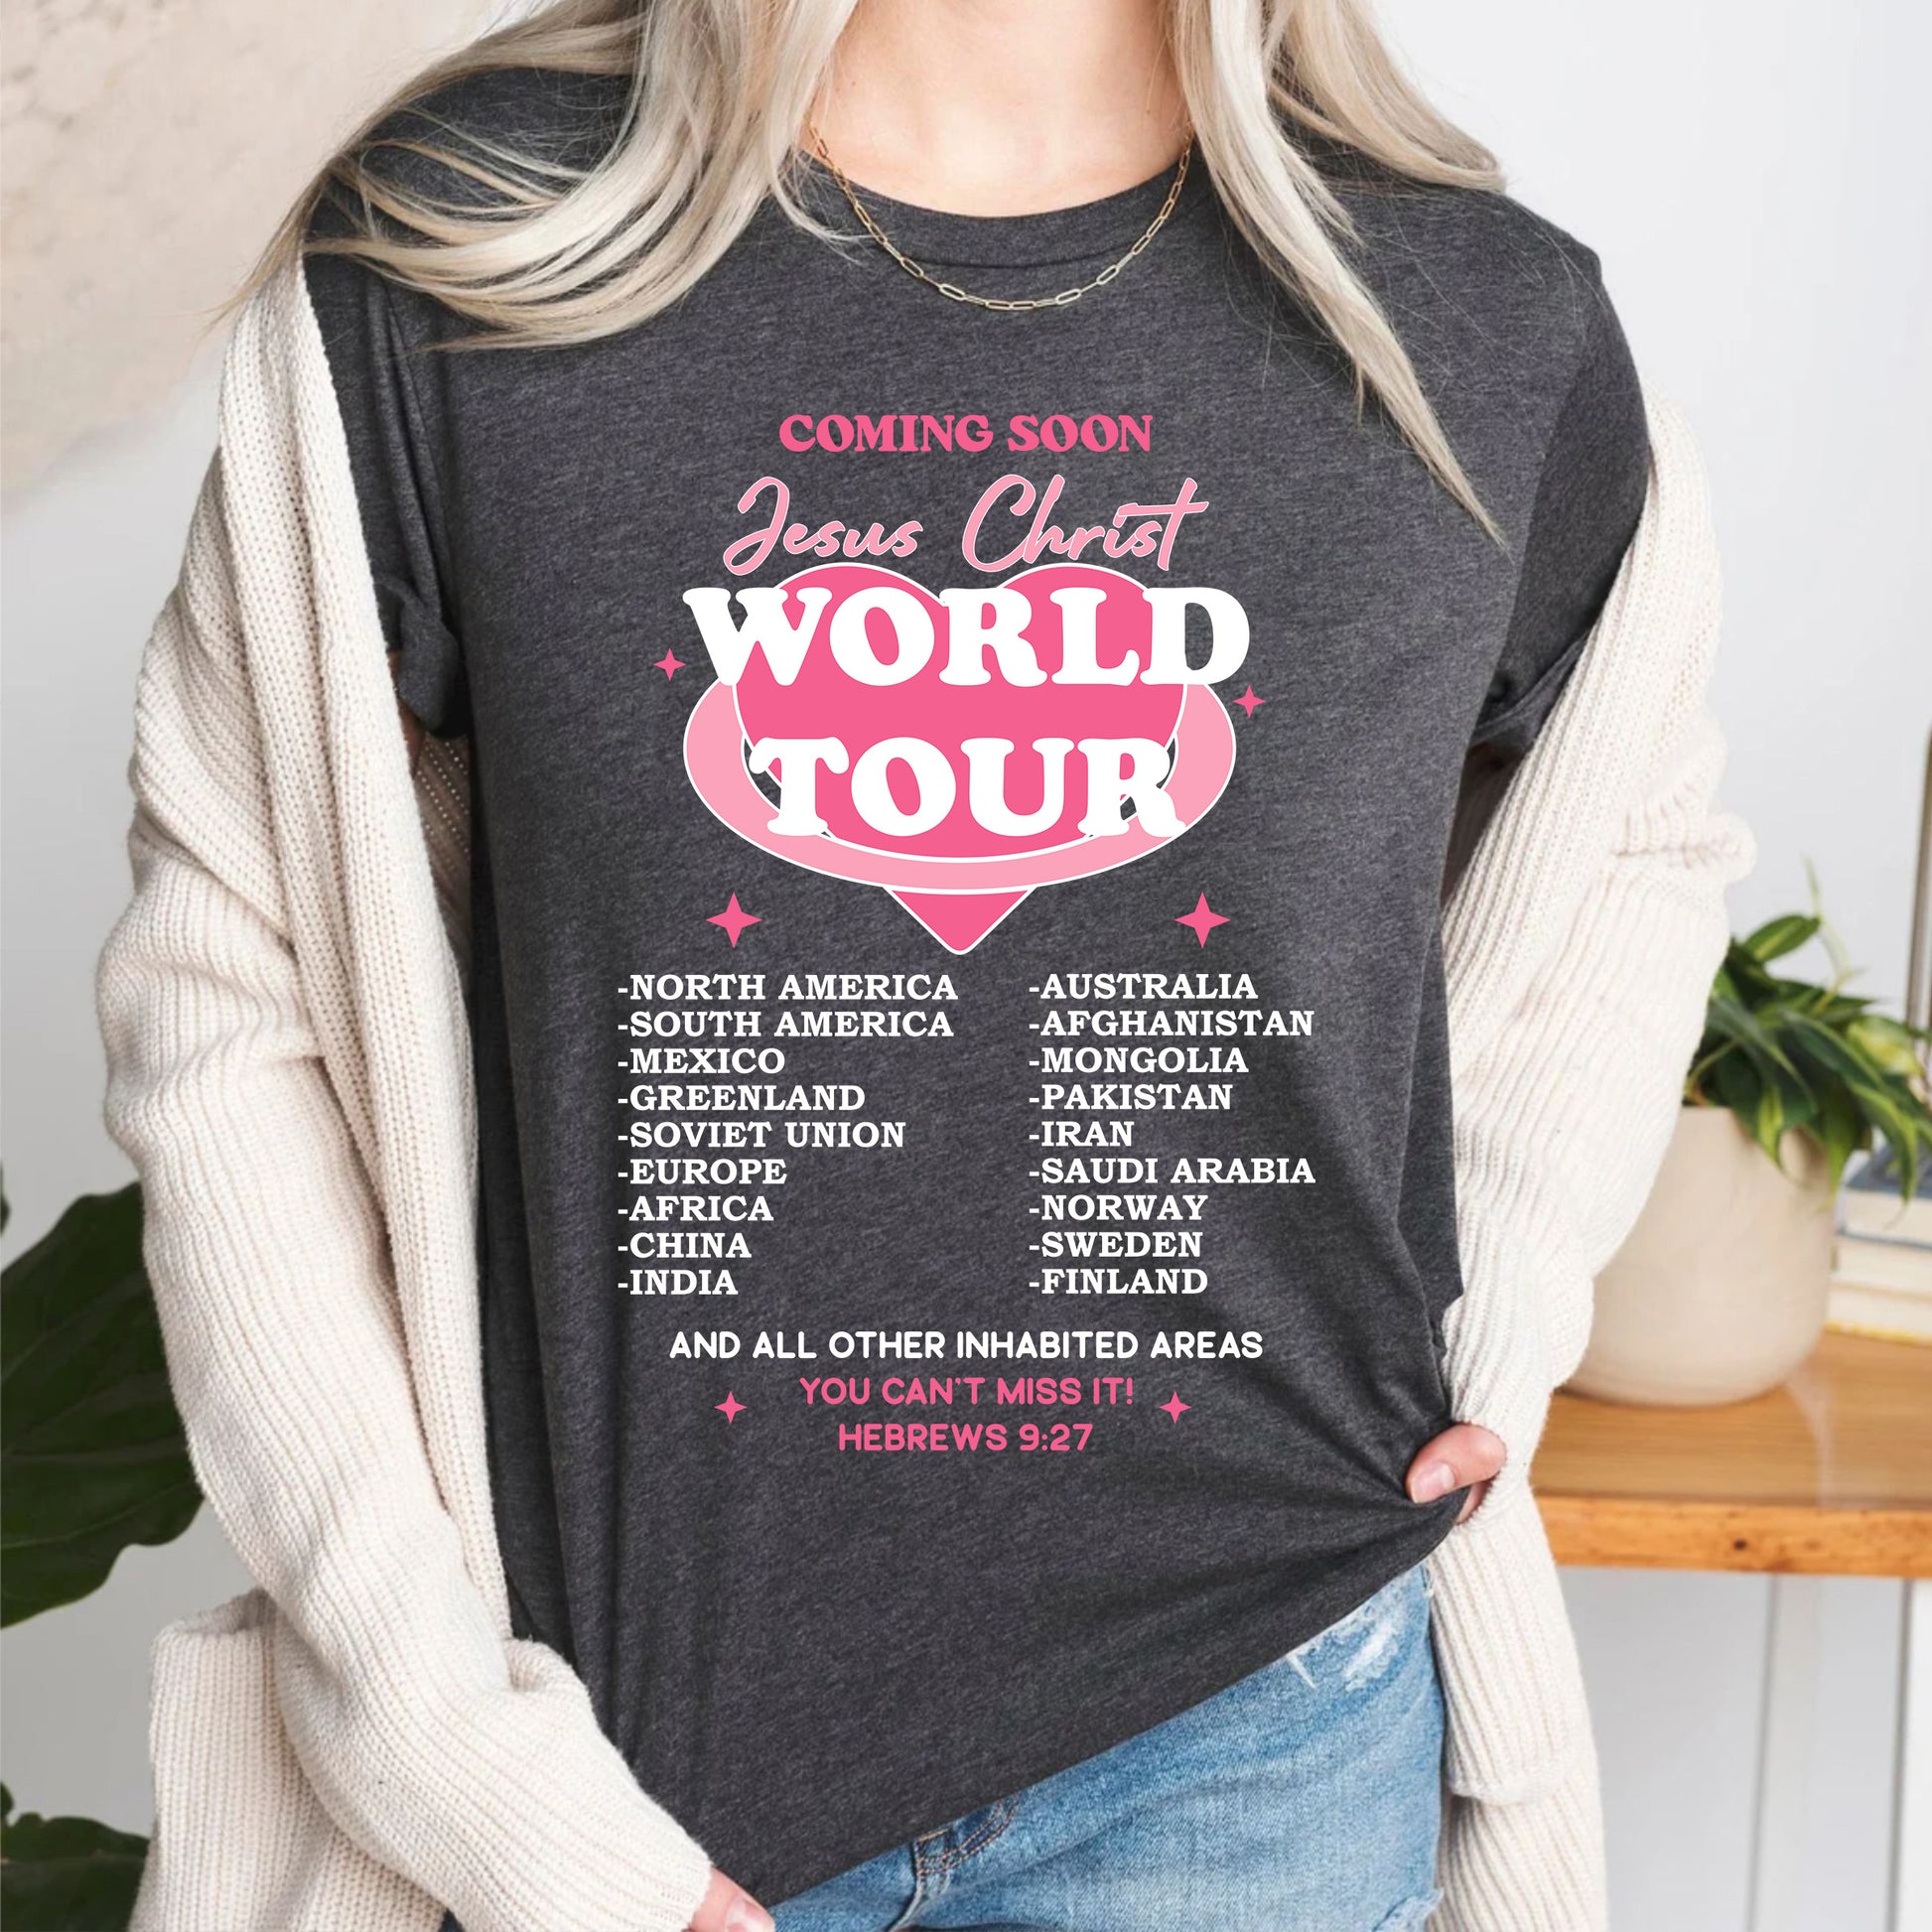 COMING SOON
Jesus Christ
WORLD
TOUR
-NORTH AMERICA
-SOUTH AMERICA
-MEXICO
-GREENLAND
-SOVIET UNION
-EUROPE
-AFRICA
-CHINA
-INDIA
-AUSTRALIA
-AFGHANISTAN
-MONGOLIA
-PAKISTAN
-IRAN
-SAUDI ARABIA
-NORWAY
-SWEDEN
-FINLAND
AND ALL OTHER INHABITED AREAS
YOU CAN'T MISS IT!
HEBREWS 9:27